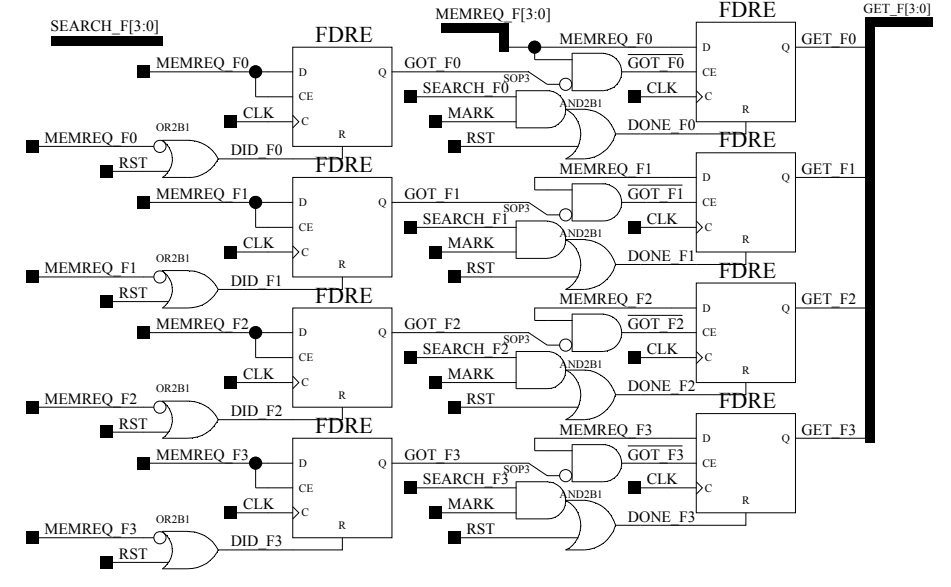 SEARCH_F[3:0]
MEMREQ_F[3:0]
GET_F[3:0]
FDRE
FDRE
MEMREQ_F0
D
CE
CLK
C
Q
R
GOT_F0
MEMREQ_F0
OR2B1
RST
DID_F0
SOP3
SEARCH_F0
MARK
RST
AND2B1
MEMREQ_F0
GOT_F0
CLK
DONE_F0
D
CE
C
Q
R
GET_F0
FDRE
FDRE
MEMREQ_F1
D
CE
CLK
C
Q
R
GOT_F1
MEMREQ_F1
OR2B1
RST
DID_F1
SOP3
SEARCH_F1
MARK
RST
AND2B1
MEMREQ_F1
GOT_F1
CLK
DONE_F1
D
CE
C
Q
R
GET_F1
FDRE
FDRE
MEMREQ_F2
D
CE
CLK
C
Q
R
GOT_F2
MEMREQ_F2
OR2B1
RST
DID_F2
SOP3
SEARCH_F2
MARK
RST
AND2B1
MEMREQ_F2
GOT_F2
CLK
DONE_F2
D
CE
C
Q
R
GET_F2
FDRE
FDRE
MEMREQ_F3
D
CE
CLK
C
Q
R
GOT_F3
MEMREQ_F3
OR2B1
RST
DID_F3
SOP3
SEARCH_F3
MARK
RST
AND2B1
MEMREQ_F3
GOT_F3
CLK
DONE_F3
D
CE
C
Q
R
GET_F3